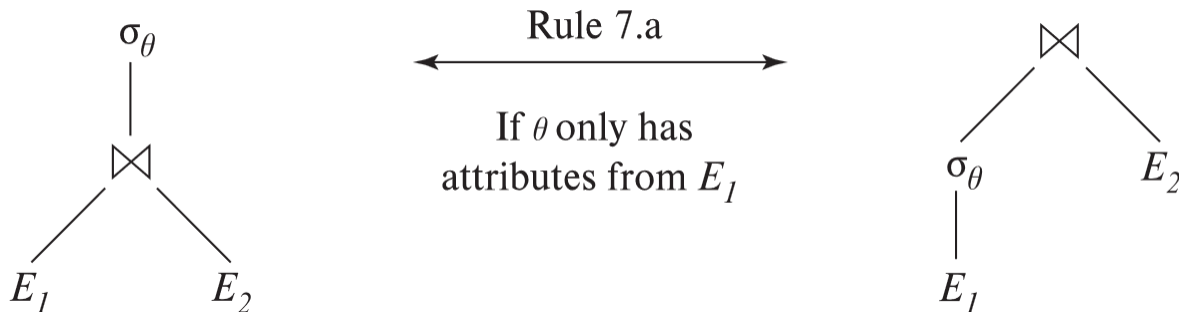 σθ
⋈
E1 E2
Rule 7.a
If θ only has
attributes from E1
⋈
σθ E2
E1